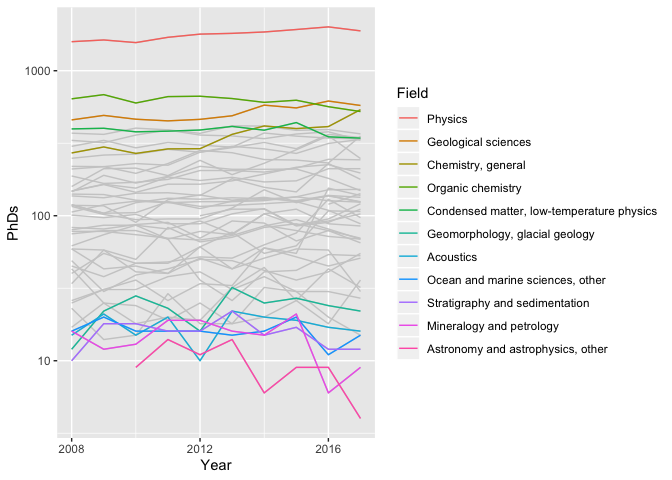 1000
100
10
PhDs
2008
2012
2016
Year
Field
Physics
Geological sciences
Chemistry, general
Organic chemistry
Condensed matter, low-temperature physics
Geomorphology, glacial geology
Acoustics
Ocean and marine sciences, other
Stratigraphy and sedimentation
Mineralogy and petrology
Astronomy and astrophysics, other